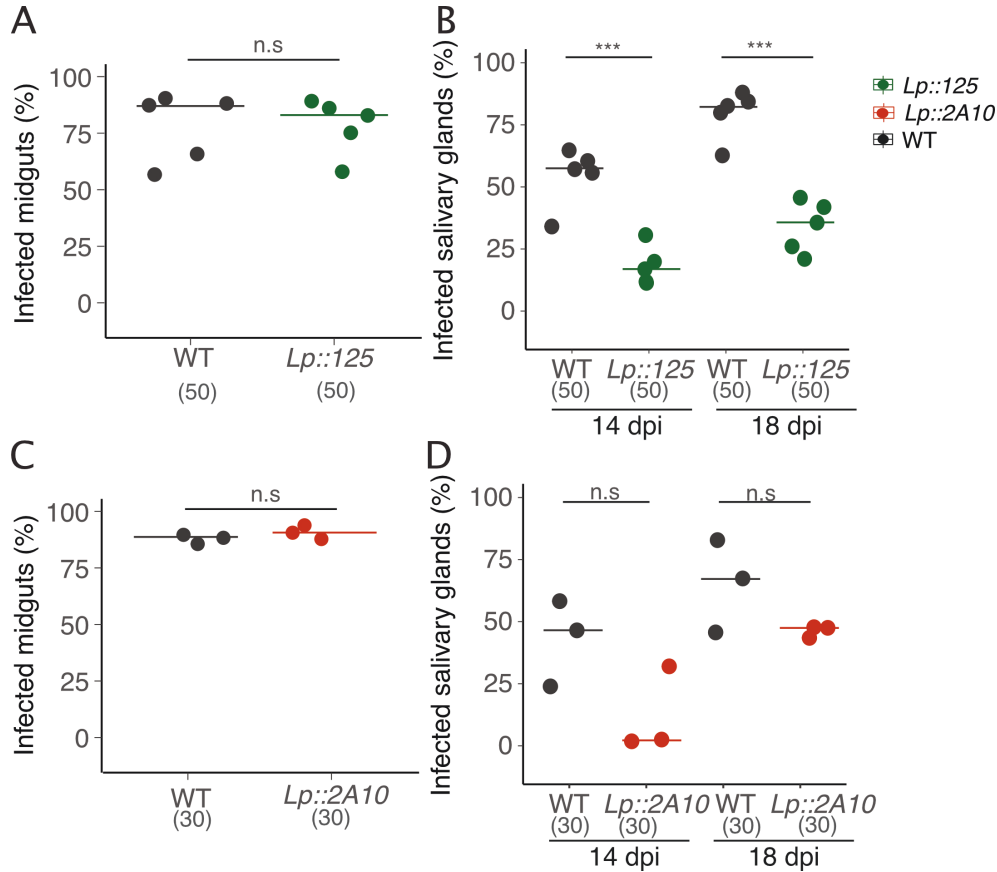 A
n.s
Infected midguts (%)
100
75
50
25
0
WT
Lp::125
(50)
(50)
B
***
***
Infected salivary glands (%)
100
75
50
25
0
WT
Lp::125
WT
Lp::125
(50)
(50)
(50)
(50)
14 dpi
18 dpi
Lp::125
Lp::2A10
WT
C
n.s
Infected midguts (%)
100
75
50
25
0
WT
Lp::2A10
(30)
(30)
D
n.s
n.s
Infected salivary glands (%)
100
75
50
25
0
WT
Lp::2A10
WT
Lp::2A10
(30)
(30)
(30)
(30)
14 dpi
18 dpi